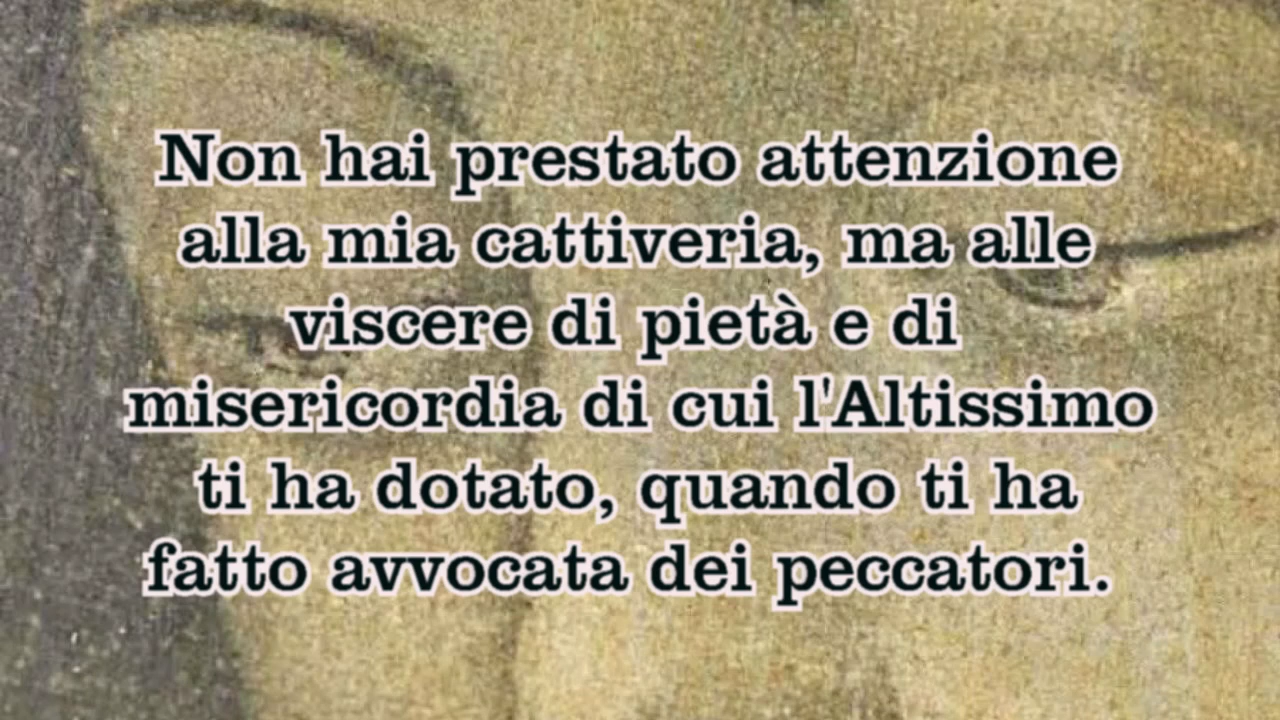 Non hai prestato attenzione
alla mia cattiveria, ma alle
viscere di pietà e di
misericordia di cui l'Altissimo
ti ha dotato, quando ti ha
fatto avvocata dei peccatori.